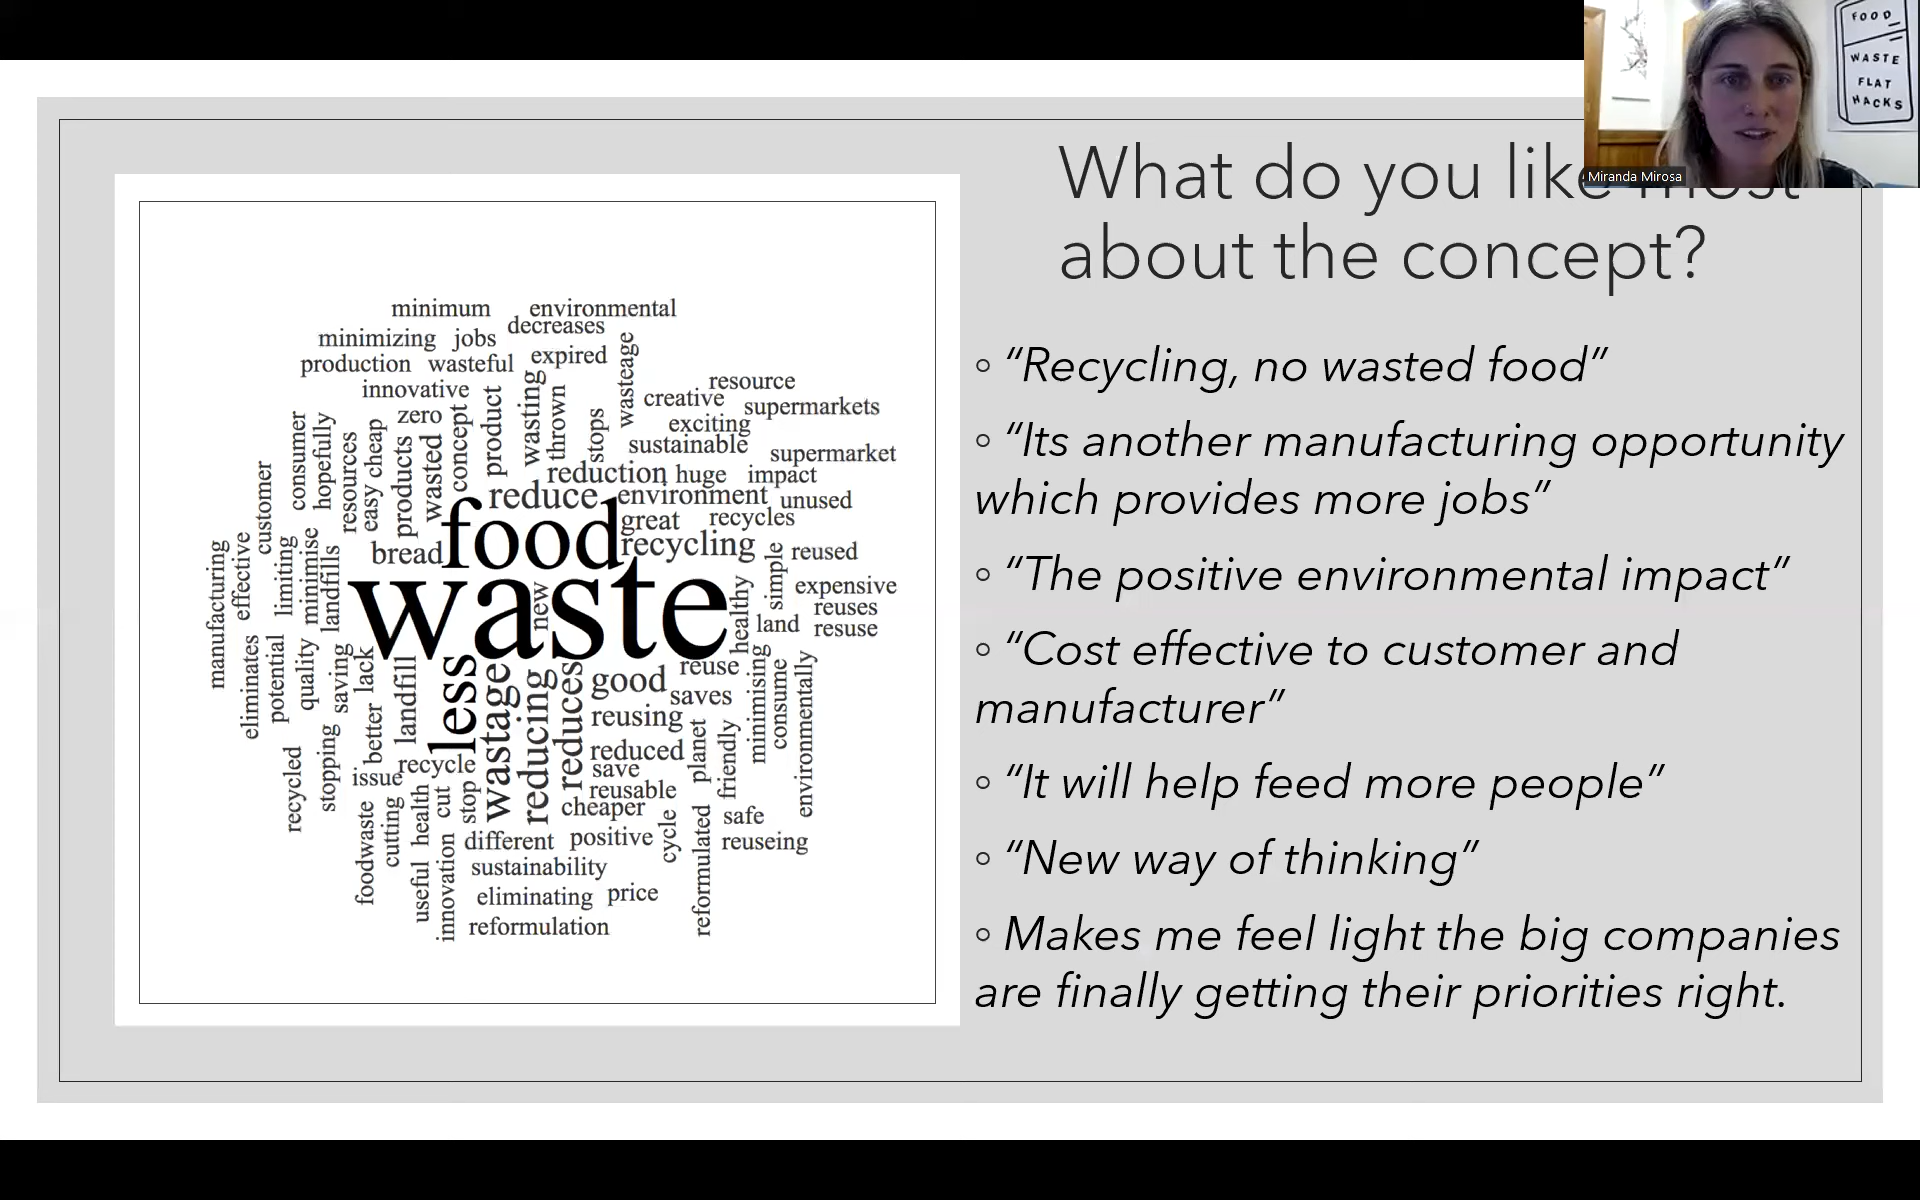 FOOD
WASTE
FLAT
HACKS
Miranda Mirosa
What do you like most
about the concept?
minimum environmental
decreases
minimizing jobs
production wasteful expired
wasteage
innovative
resource
creative supermarkets
zero
concept
product
wasting
thrown
stops
exciting
sustainable
supermarket
consumer
hopefully
resources
easy cheap
products
wasted
reduction huge impact
reduce environment unused
customer
food
great recycles
bread
recycling reused
manufacturing
effective
limiting
minimise
landfills
waste
new
healthy
simple
expensive
reuses
land resuse
eliminates
potential
quality
saving
lack
landfill
less
wastage
reducing
reduces
good reuse
saves
minimising
consume
environmentally
reusing
better
stopping
recycled
issue recycle
reduced
save
planet
friendly
reusable
cheaper
foodwaste
cutting
health
cut
stop
useful
innovation
different positive
cycle
reformulated
safe
reuseing
sustainability
eliminating price
reformulation
◦ “Recycling, no wasted food”
◦ “Its another manufacturing opportunity
which provides more jobs”
◦ “The positive environmental impact”
◦ “Cost effective to customer and
manufacturer”
◦ “It will help feed more people”
◦ “New way of thinking”
◦ Makes me feel light the big companies
are finally getting their priorities right.